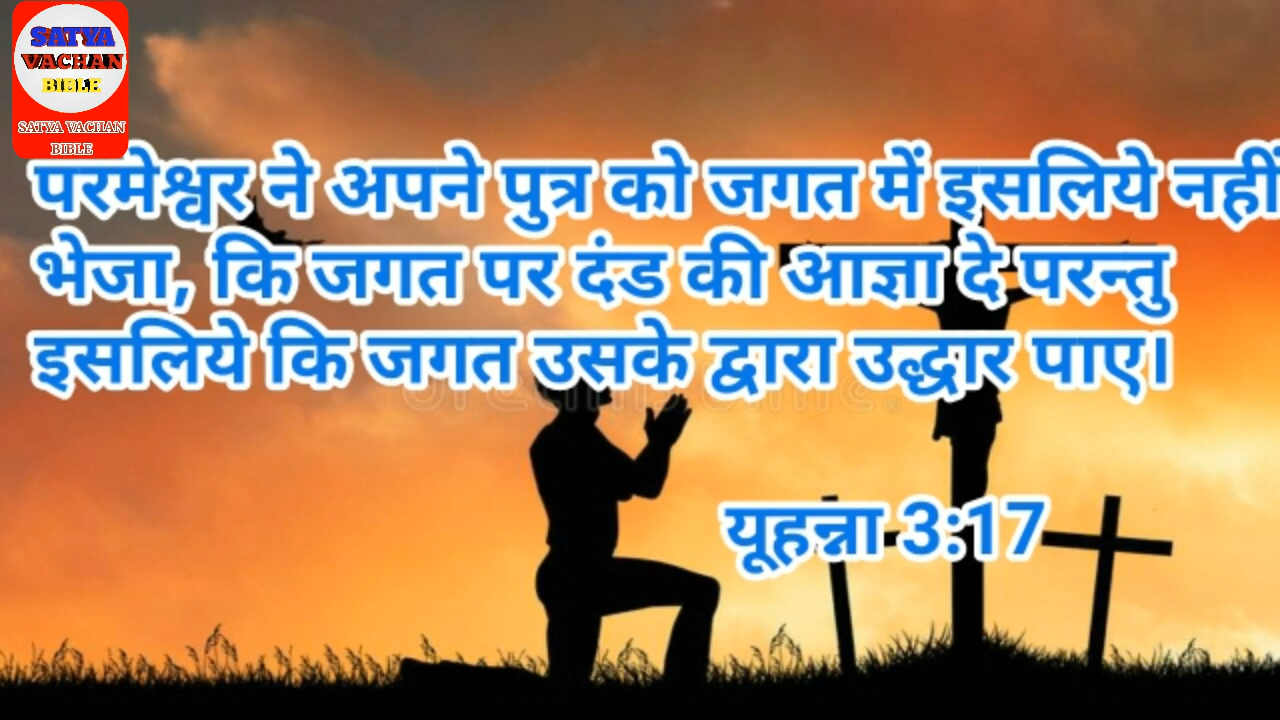 SATYA
VACHAN
BIBLE
SATYA VACHAN
BIBLE
परमेश्वर ने अपने पुत्र को जगत में इसलिये नहीं
भेजा, कि जगत पर दंड की आज्ञा दे परन्तु
इसलिये कि जगत उसके द्वारा उद्धार पाए।
यूहन्ना 3:17